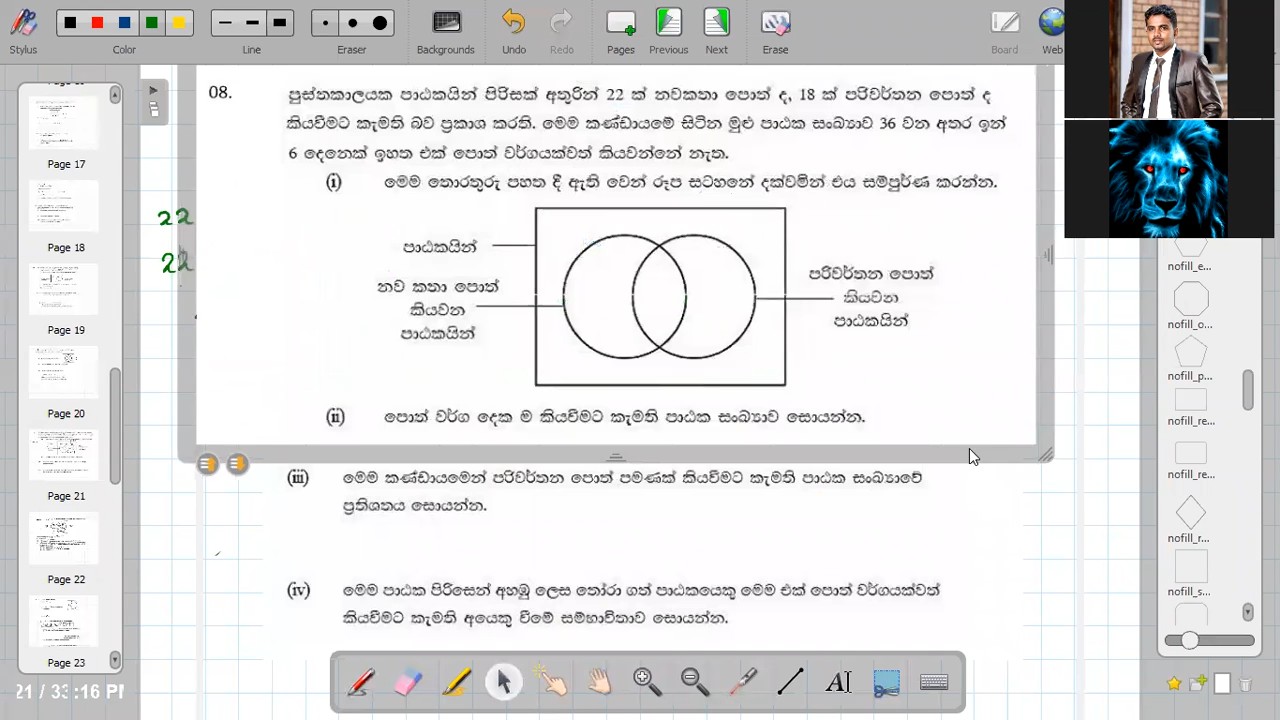 Stylus
Color
Line
Eraser
Backgrounds
Undo
Redo
Pages
Previous
Next
Erase
Board
Web
Page 17
Page 18
Page 19
Page 20
Page 21
Page 22
Page 23
08. පුස්තකාලයක පාඨකයින් පිරිසක් අතුරින් 22 ක් නවකතා පොත් ද, 18 ක් පරිවර්තන පොත් ද
කියවීමට කැමති බව ප්‍රකාශ කරති. මෙම කණ්ඩායමේ සිටින මුළු පාඨක සංඛ්‍යාව 36 වන අතර ඉන්
6 දෙනෙක් ඉහත එක් පොත් වර්ගයක්වත් කියවන්නේ නැත.
(i) මෙම තොරතුරු පහත දී ඇති වෙන් රූප සටහනේ දක්වමින් එය සම්පුර්ණ කරන්න.
22
22
පාඨකයින්
නව කතා පොත්
කියවන
පාඨකයින්
පරිවර්තන පොත්
කියවන
පාඨකයින්
(ii) පොත් වර්ග දෙක ම කියවීමට කැමති පාඨක සංඛ්‍යාව සොයන්න.
(iii) මෙම කණ්ඩායමෙන් පරිවර්තන පොත් පමණක් කියවීමට කැමති පාඨක සංඛ්‍යාවේ
ප්‍රතිශතය සොයන්න.
(iv) මෙම පාඨක පිරිසෙන් අහඹු ලෙස තෝරා ගත් පාඨකයෙකු මෙම එක් පොත් වර්ගයක්වත්
කියවීමට කැමති අයෙකු වීමේ සම්භාවිතාව සොයන්න.
nofill_e...
nofill_o...
nofill_p...
nofill_re...
nofill_re...
nofill_r...
nofill_s...